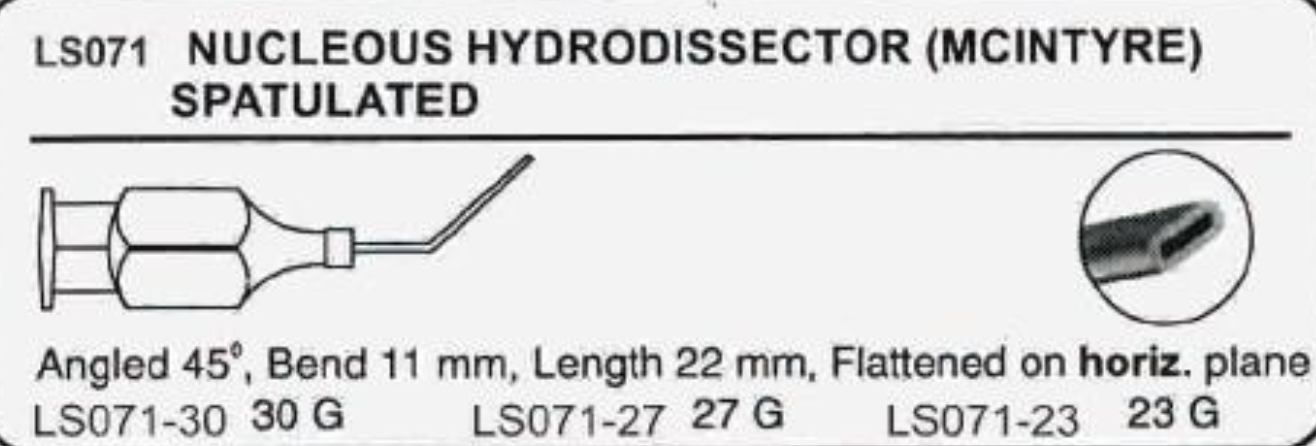 LS071 NUCLEOUS HYDRODISSECTOR (MCINTYRE)
SPATULATED
Angled 45°, Bend 11 mm, Length 22 mm, Flattened on horiz. plane
LS071-30 30 G LS071-27 27 G LS071-23 23 G